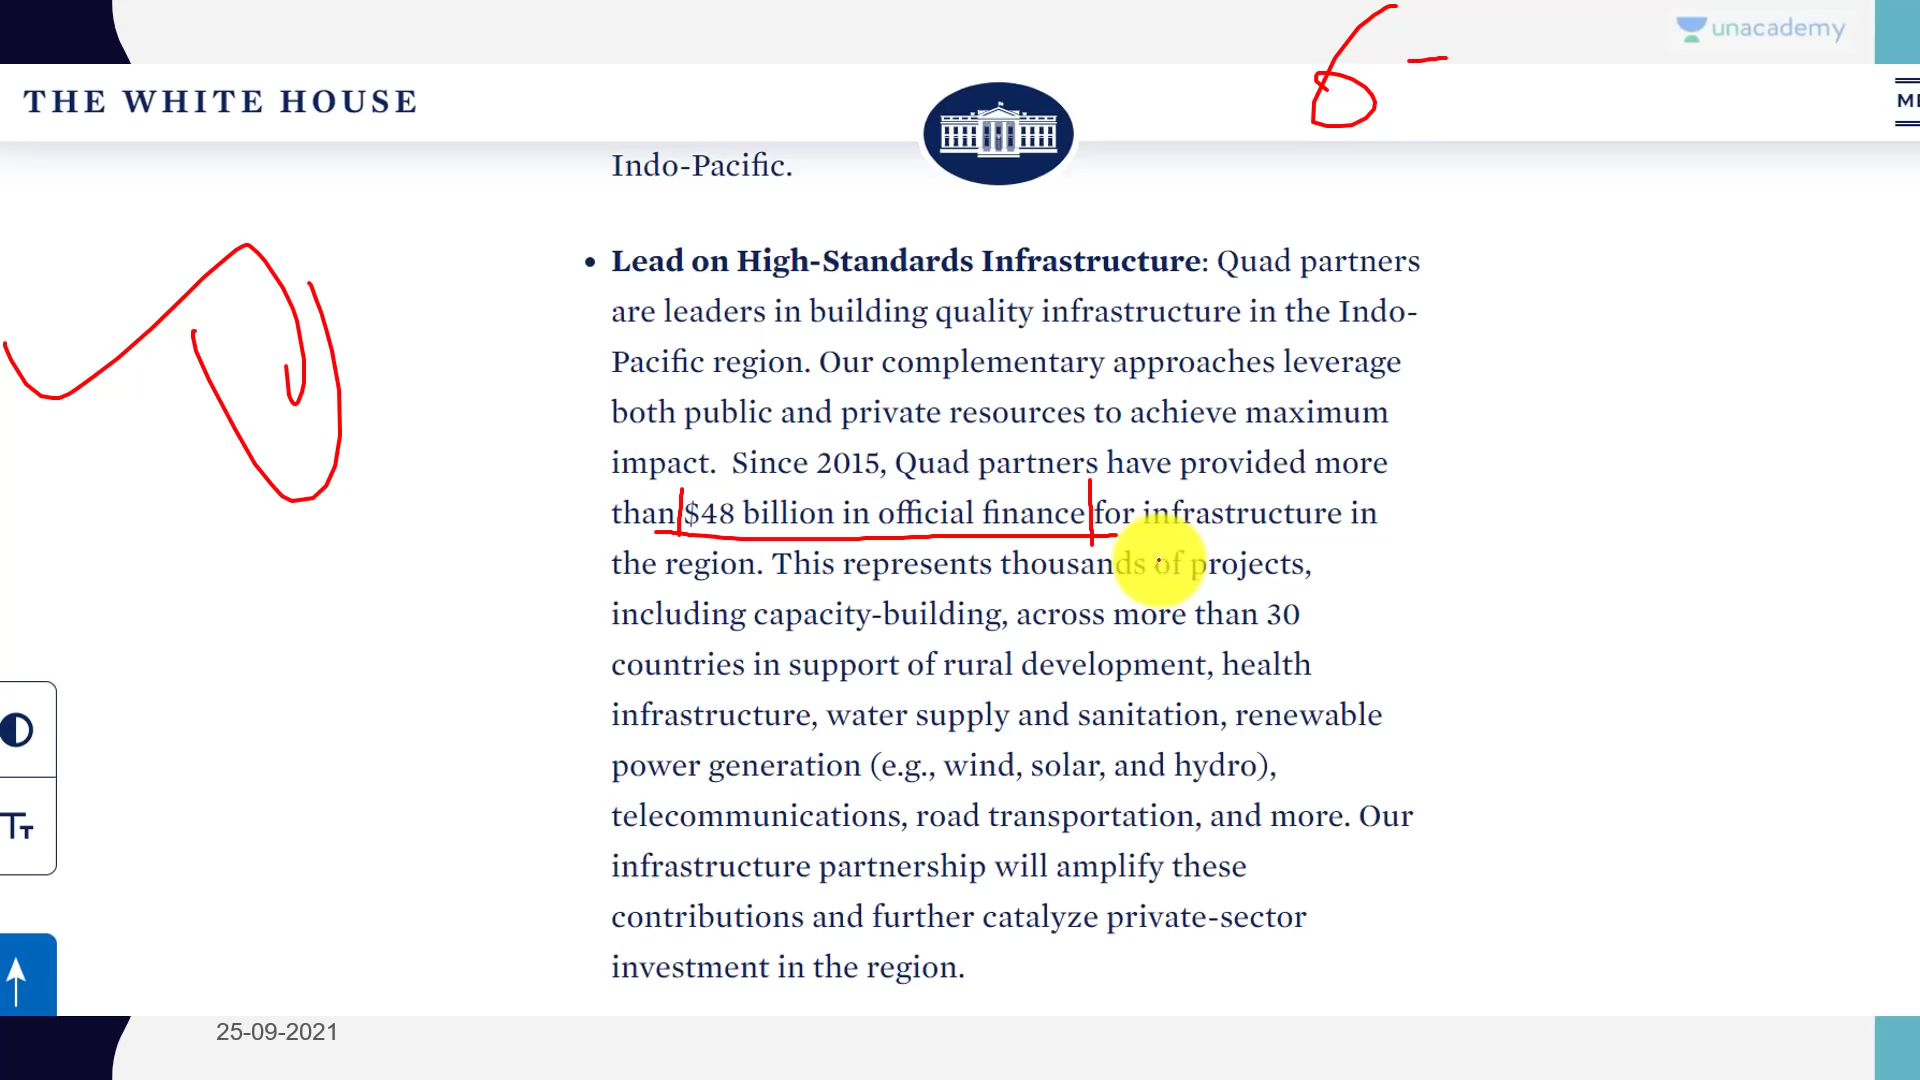 unacademy
THE WHITE HOUSE
ME
Indo-Pacific.
• Lead on High-Standards Infrastructure: Quad partners
are leaders in building quality infrastructure in the Indo-
Pacific region. Our complementary approaches leverage
both public and private resources to achieve maximum
impact.  Since 2015, Quad partners have provided more
than $48 billion in official finance for infrastructure in
the region. This represents thousands of projects,
including capacity-building, across more than 30
countries in support of rural development, health
infrastructure, water supply and sanitation, renewable
power generation (e.g., wind, solar, and hydro),
telecommunications, road transportation, and more. Our
infrastructure partnership will amplify these
contributions and further catalyze private-sector
investment in the region.
TT
25-09-2021